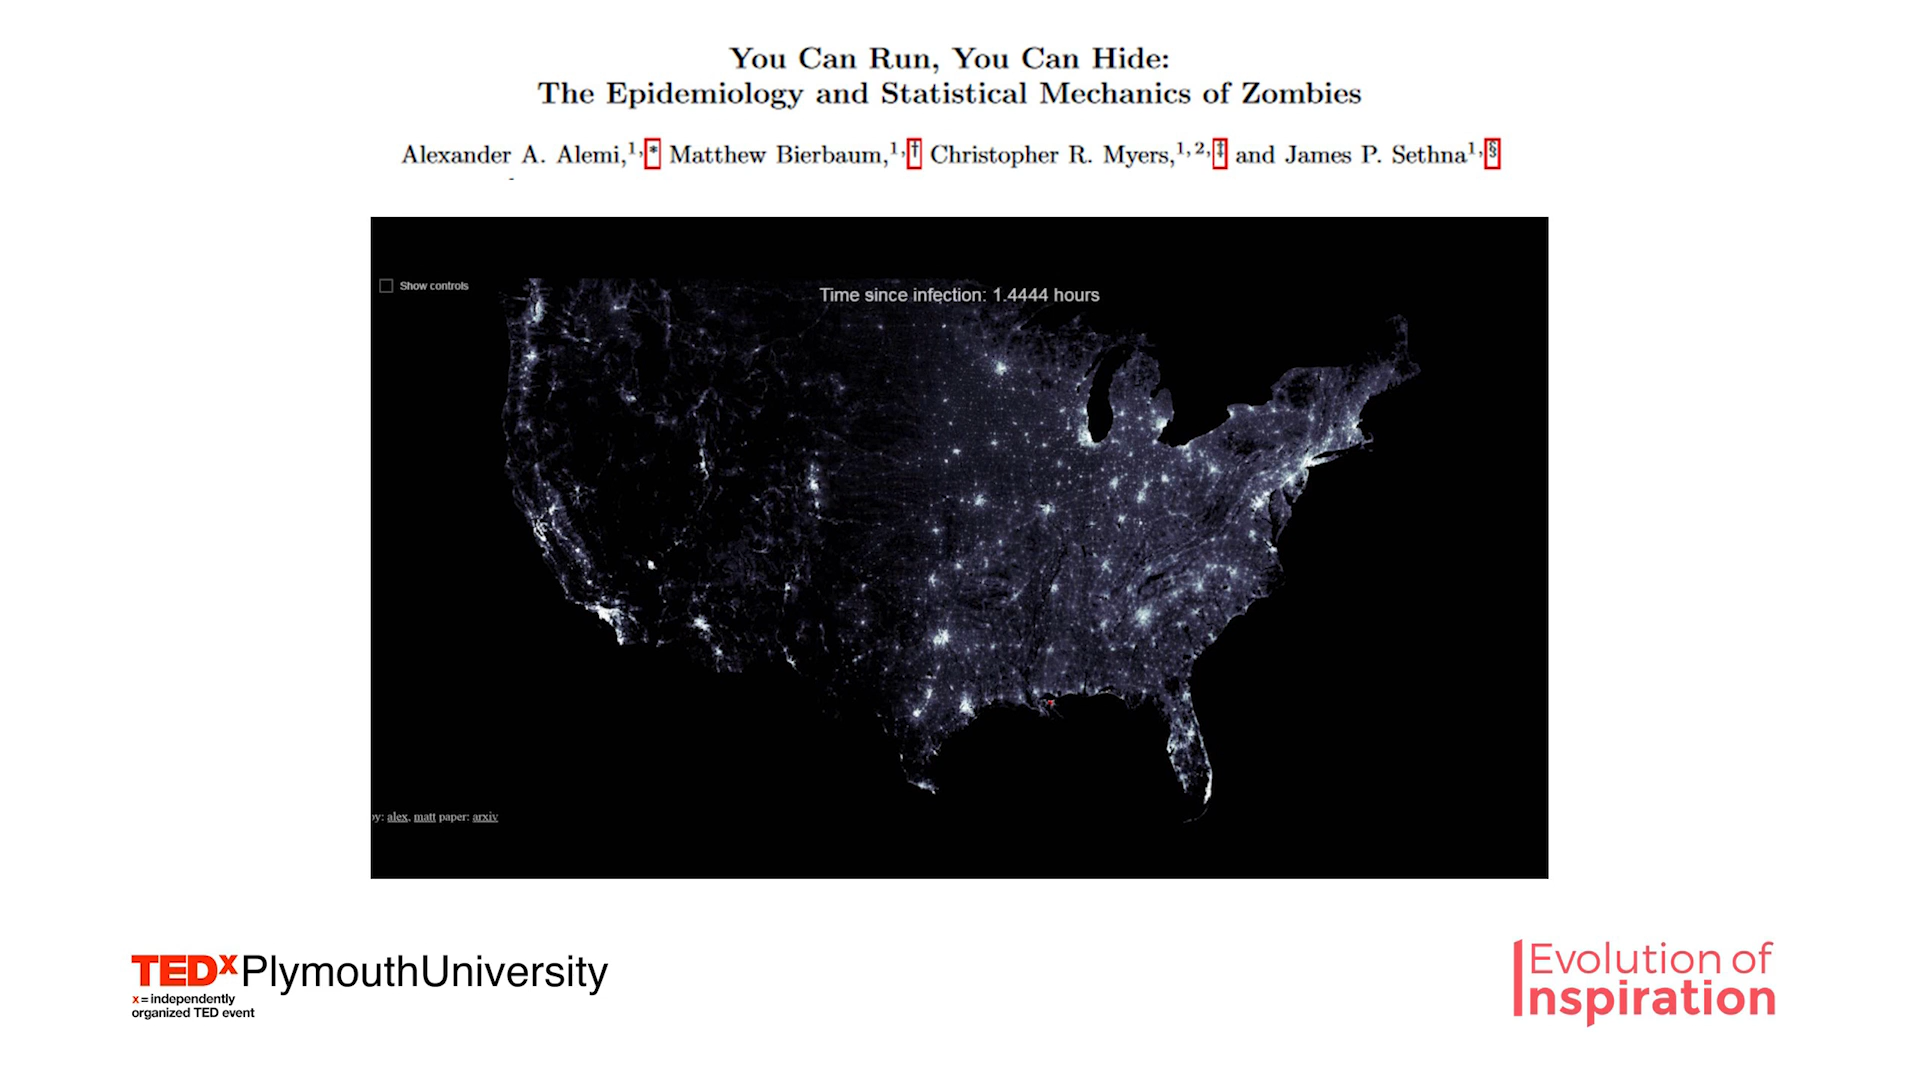 You Can Run, You Can Hide:
The Epidemiology and Statistical Mechanics of Zombies
Alexander A. Alemi,1,* Matthew Bierbaum,1,† Christopher R. Myers,1,2,‡ and James P. Sethna1,§
Show controls
Time since infection: 1.4444 hours
by: alex, matt paper: arxiv
TEDxPlymouthUniversity
x = independently
organized TED event
Evolution of
Inspiration